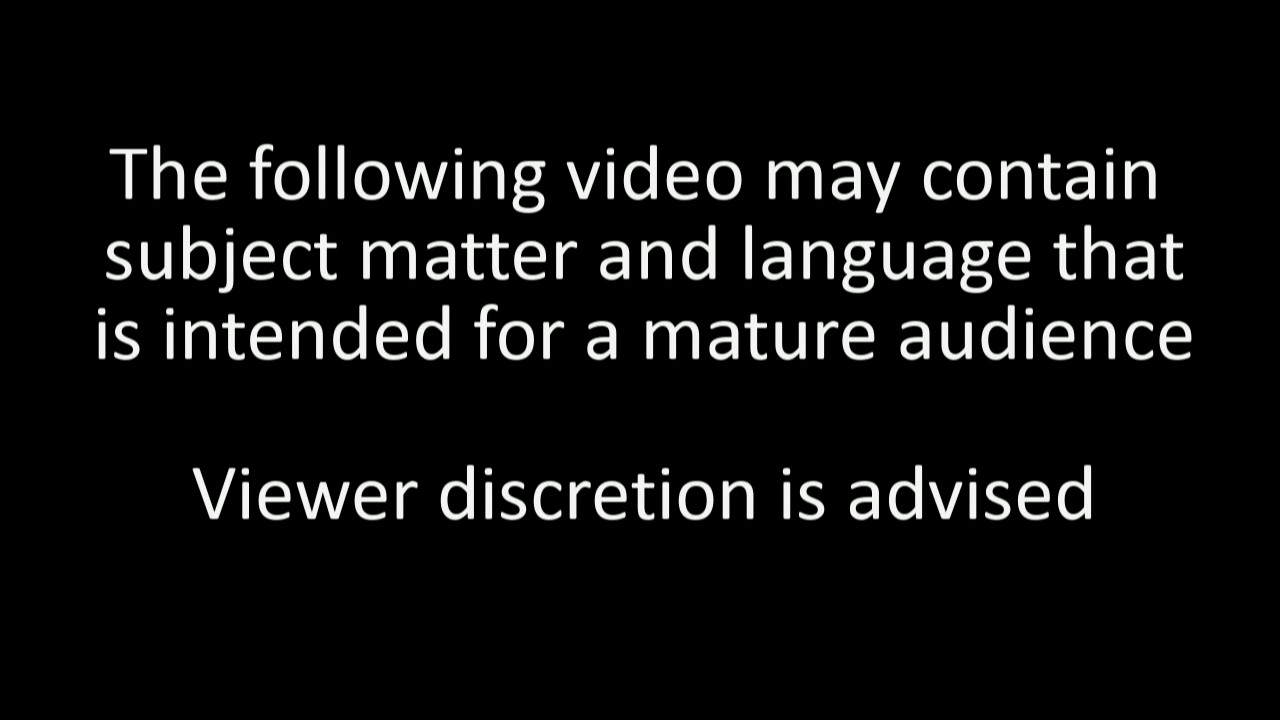 The following video may contain
subject matter and language that
is intended for a mature audience
Viewer discretion is advised